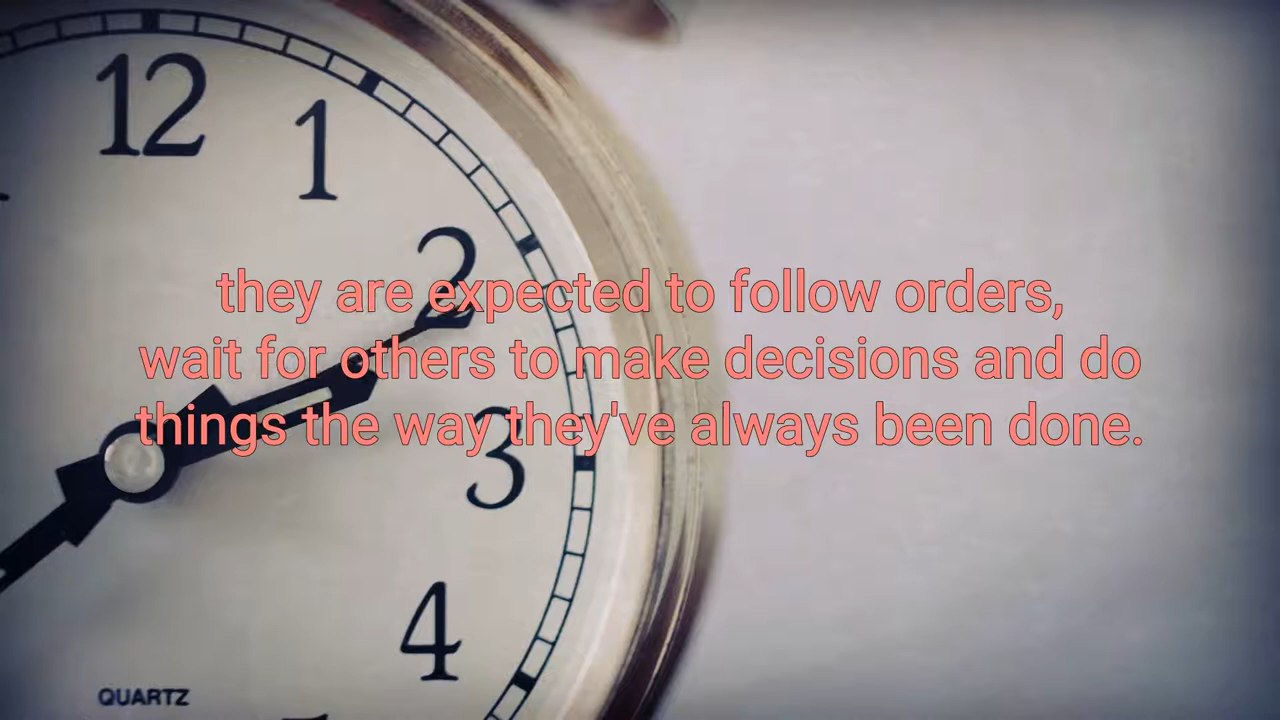 12
1
2
they are expected to follow orders,
wait for others to make decisions and do
things the way they've always been done.
3
4
QUARTZ